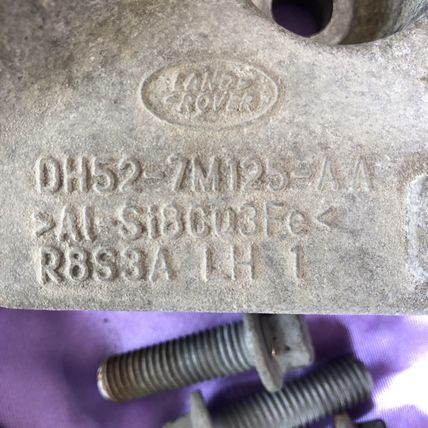 LAND-
ROVER
DH52-7M125-AA
>Al Si8Cu3Fe<
R8S3A LH 1